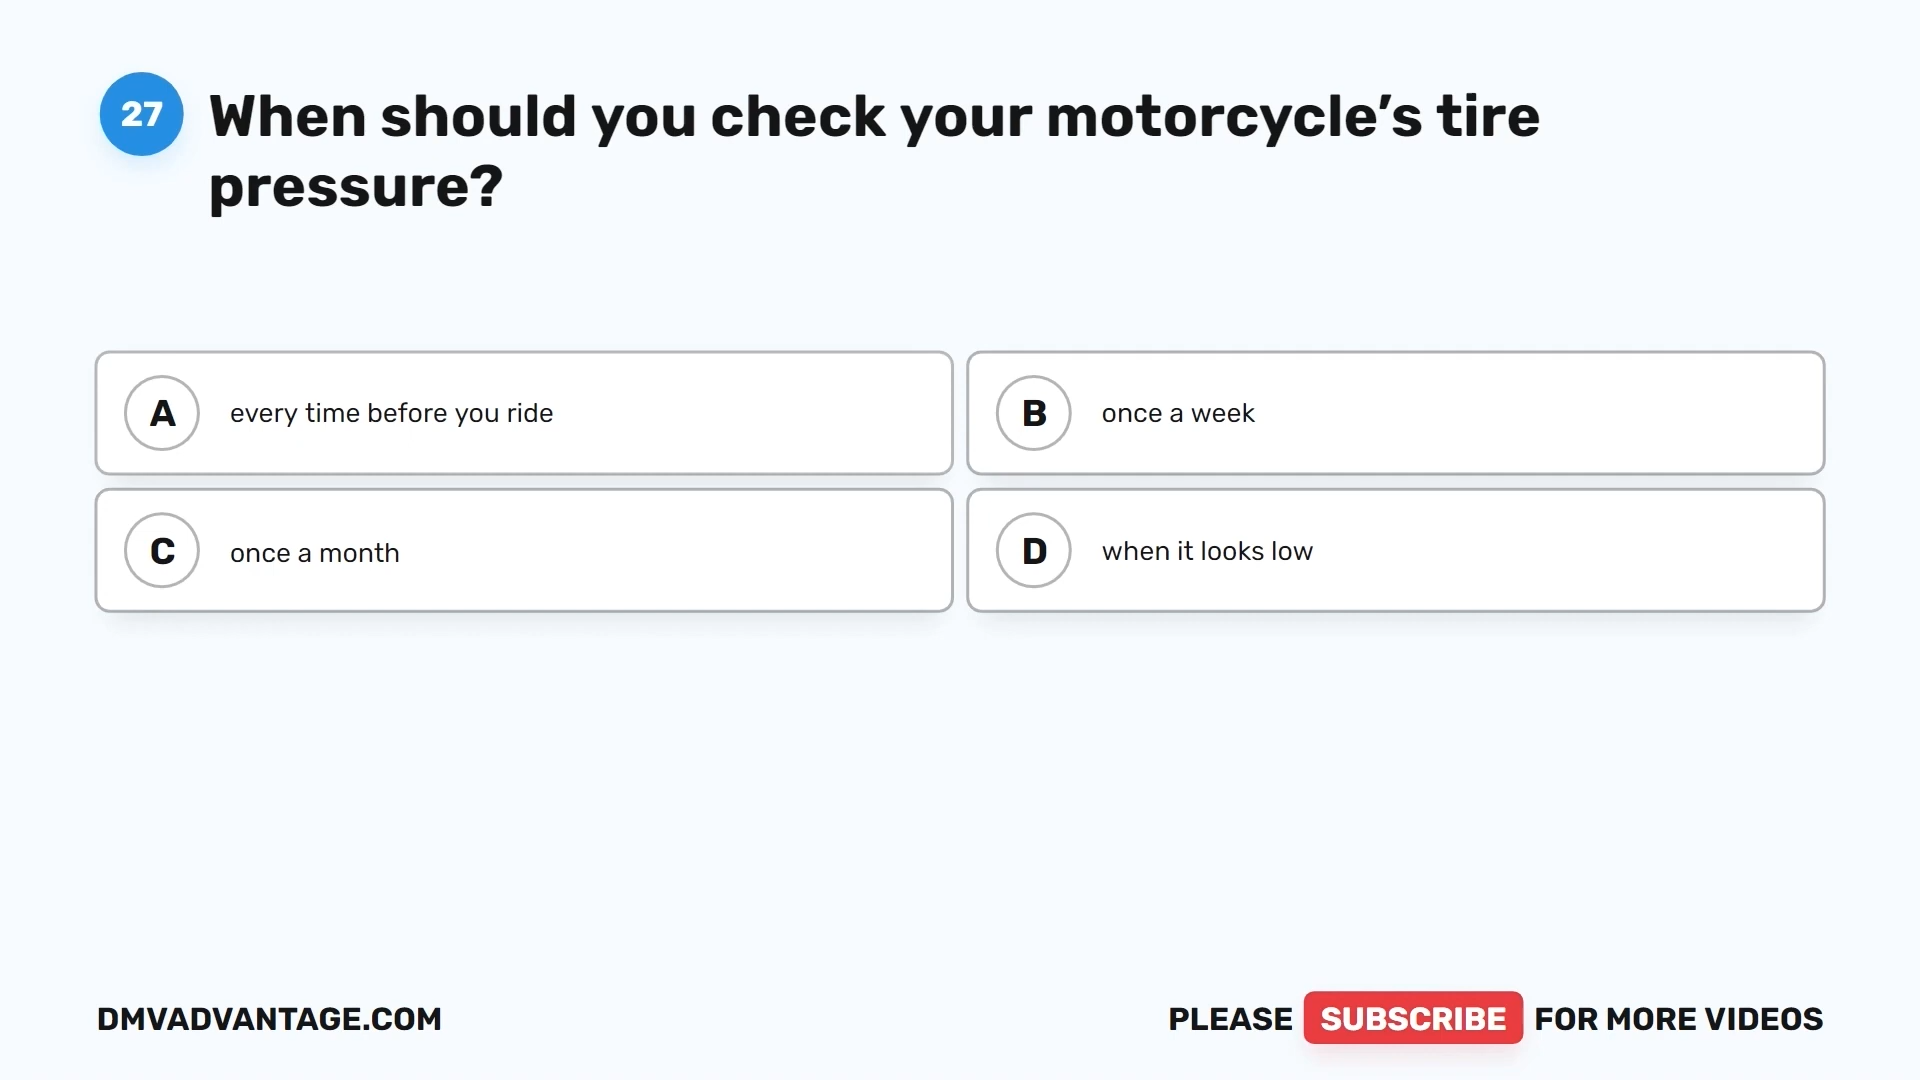 27
When should you check your motorcycle’s tire
pressure?
A
every time before you ride
B
once a week
C
once a month
D
when it looks low
DMVADVANTAGE.COM
PLEASE SUBSCRIBE FOR MORE VIDEOS